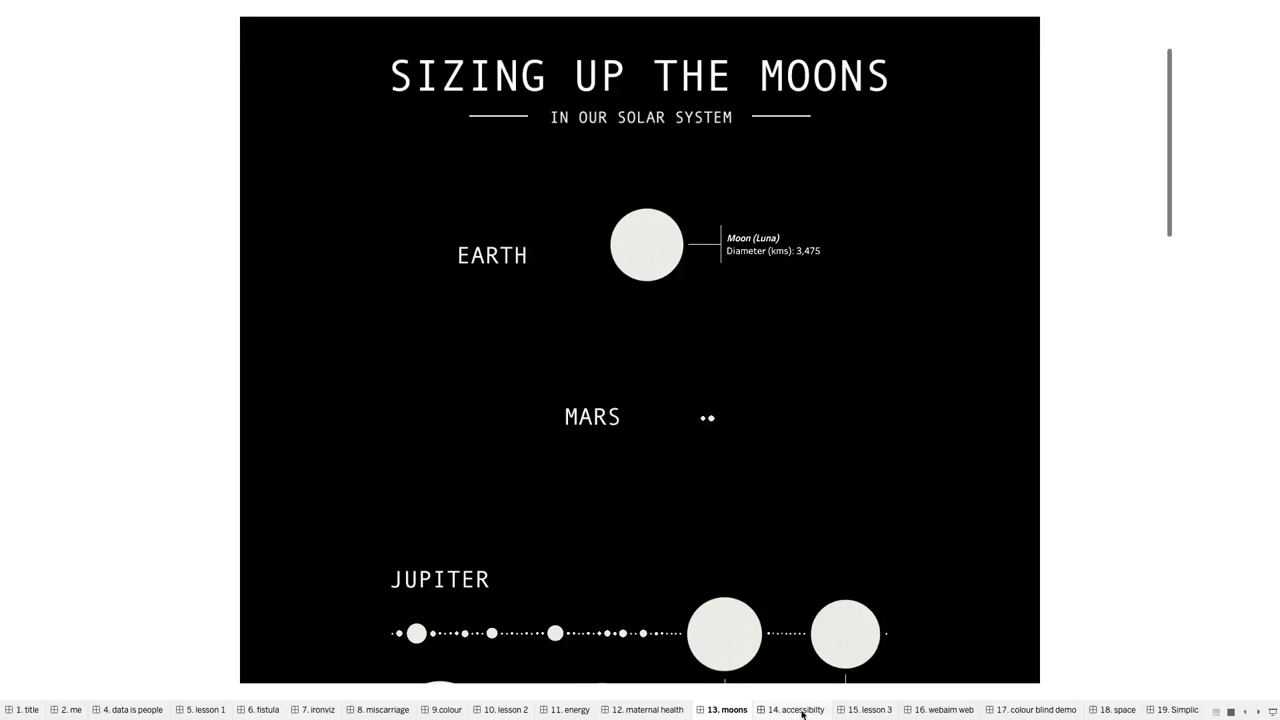 SIZING UP THE MOONS
IN OUR SOLAR SYSTEM
EARTH
Moon (Luna)
Diameter (kms): 3,475
MARS
JUPITER
1. title 2. me 4. data is people 5. lesson 1 6. fistula 7. ironviz 8. miscarriage 9.colour 10. lesson 2 11. energy 12. maternal health 13. moons 14. accessibilty 15. lesson 3 16. webaim web 17. colour blind demo 18. space 19. Simplic